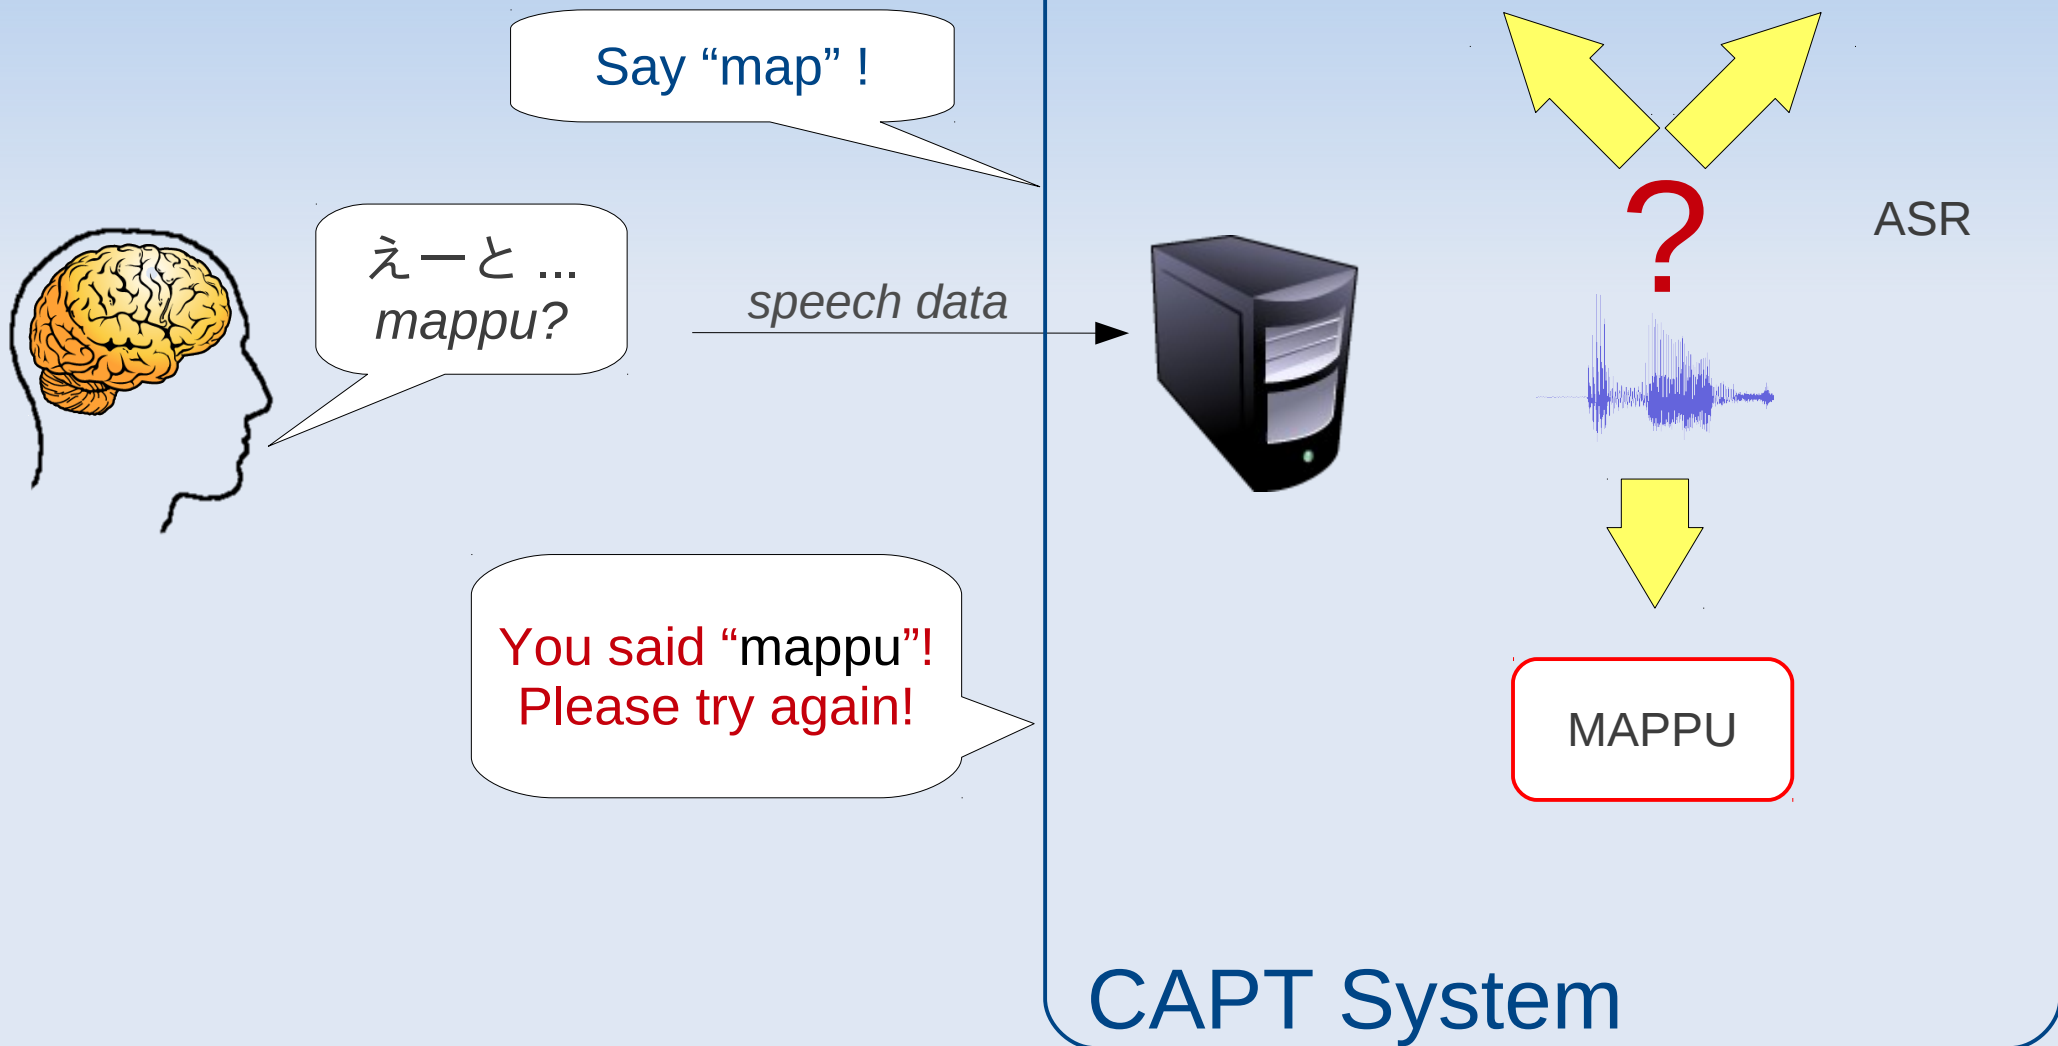 Say “map” !
えーと ...
mappu?
speech data
?
ASR
You said “mappu”!
Please try again!
MAPPU
CAPT System